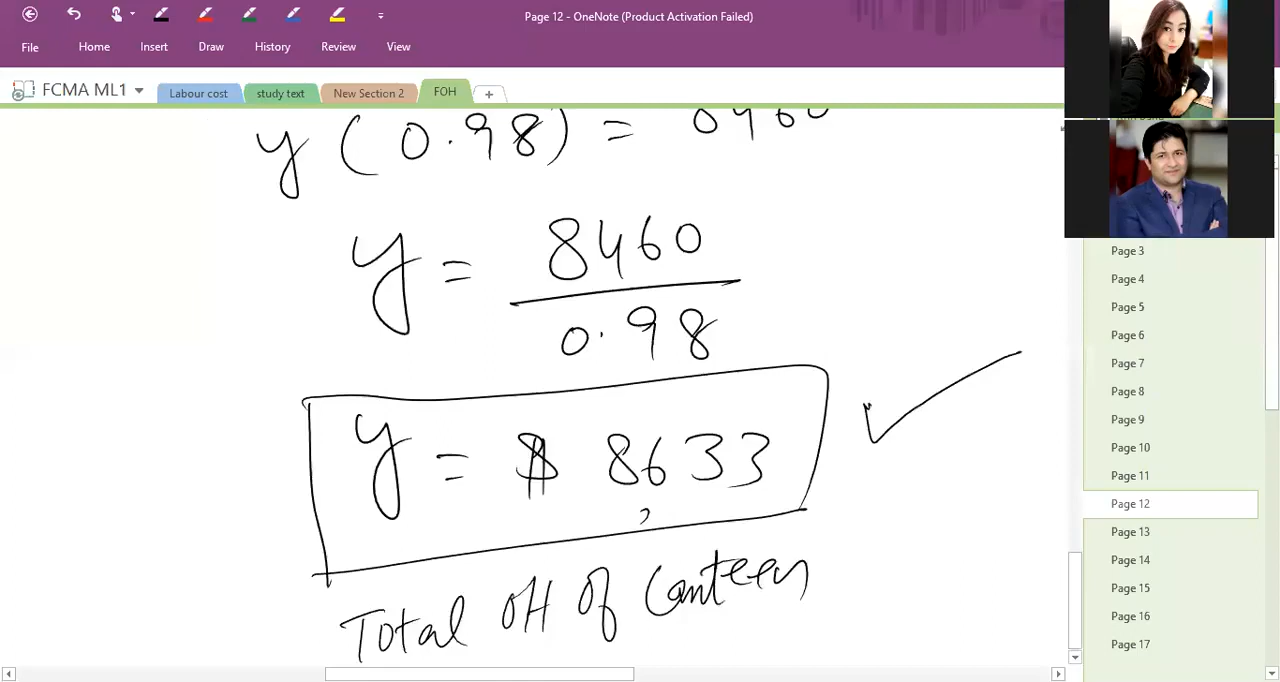 Page 12 - OneNote (Product Activation Failed)
File Home Insert Draw History Review View
FCMA ML1 Labour cost study text New Section 2 FOH
y ( 0.98 ) = 8460
y = 8460
0.98
y = $ 8,633
Total OH of Canteen
Page 3
Page 4
Page 5
Page 6
Page 7
Page 8
Page 9
Page 10
Page 11
Page 12
Page 13
Page 14
Page 15
Page 16
Page 17